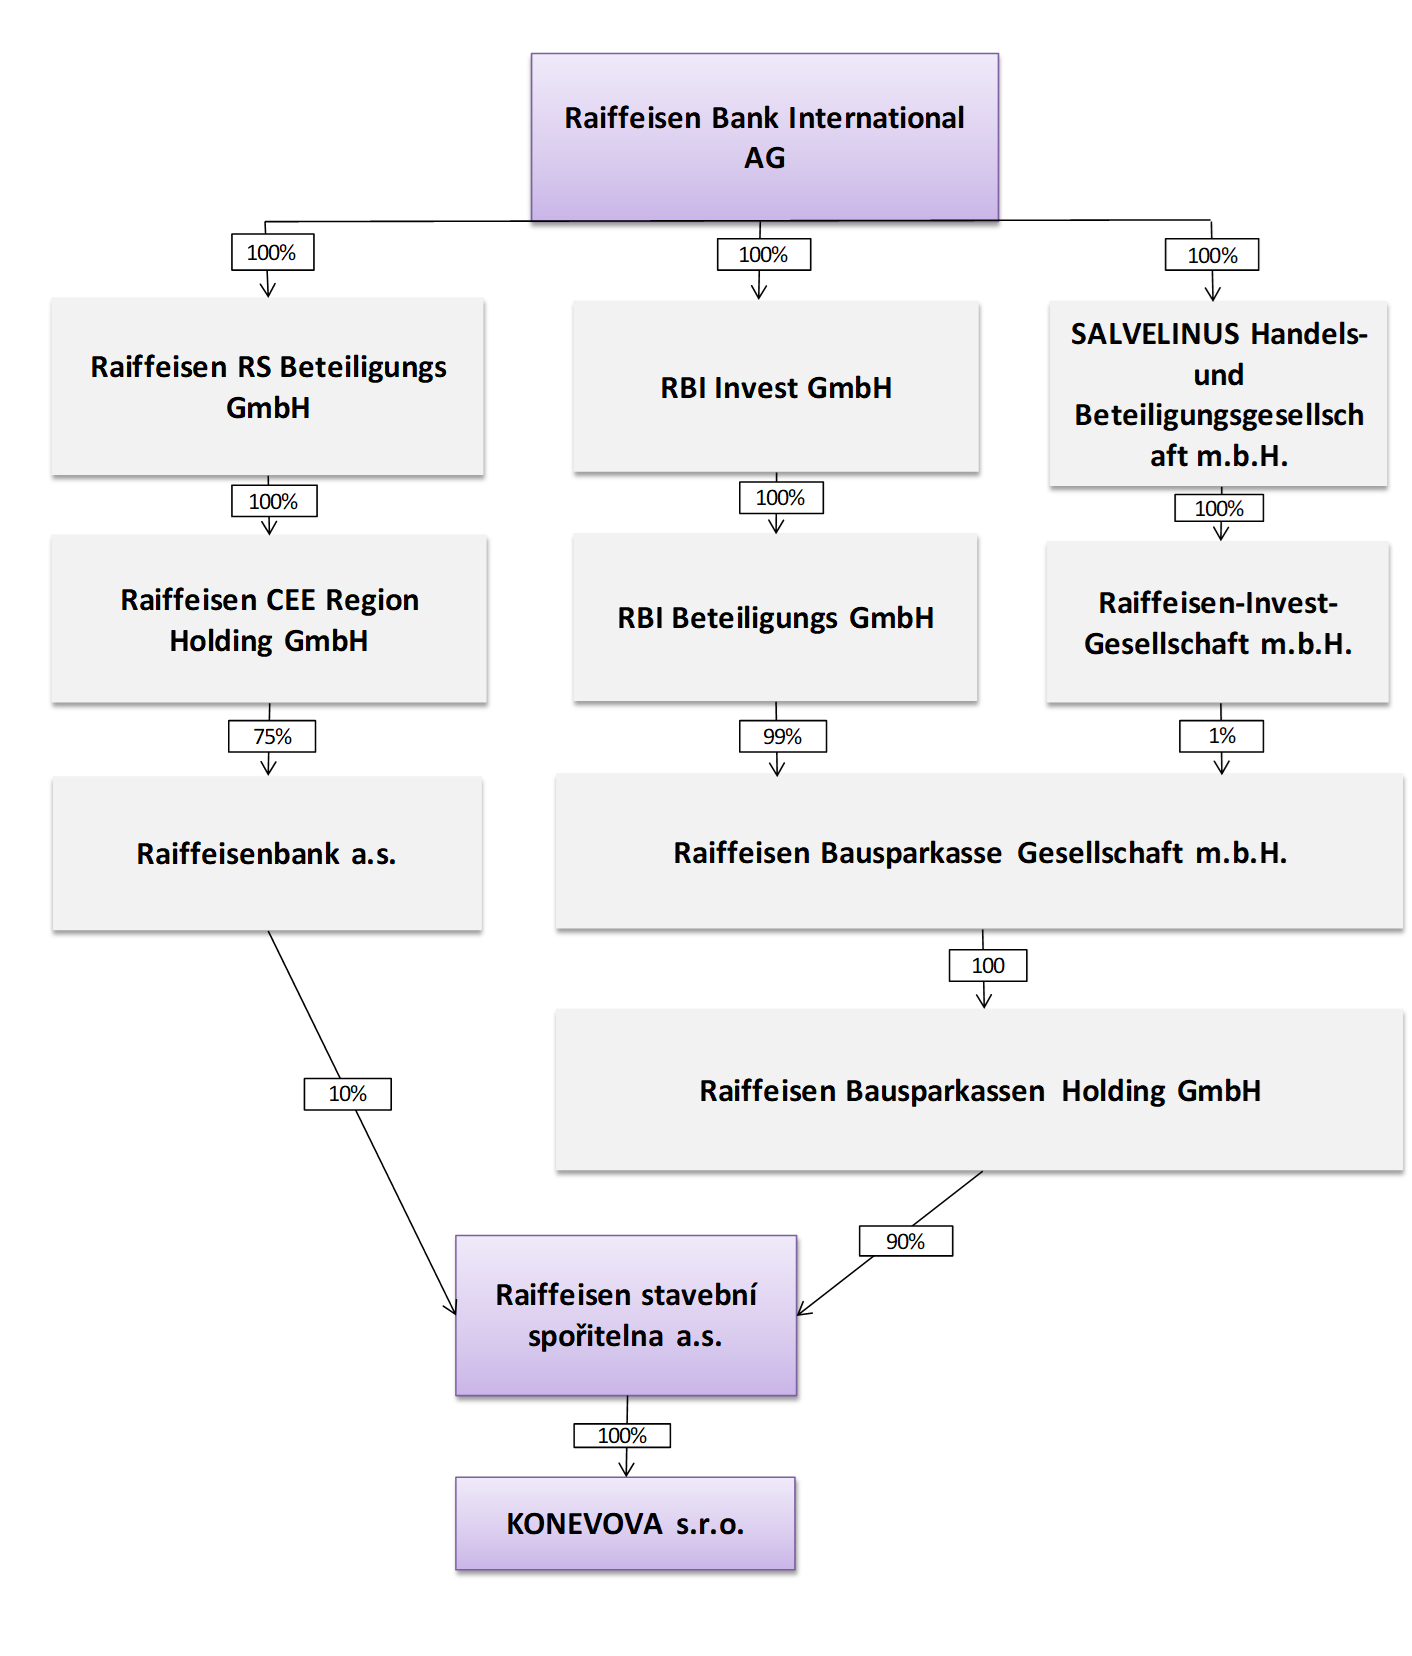 Raiffeisen Bank International
AG
100%
100%
100%
Raiffeisen RS Beteiligungs
GmbH
RBI Invest GmbH
SALVELINUS Handels-
und
Beteiligungsgesellsch
aft m.b.H.
100%
100%
100%
Raiffeisen CEE Region
Holding GmbH
RBI Beteiligungs GmbH
Raiffeisen-Invest-
Gesellschaft m.b.H.
75%
99%
1%
Raiffeisenbank a.s.
Raiffeisen Bausparkasse Gesellschaft m.b.H.
100
Raiffeisen Bausparkassen Holding GmbH
10%
90%
Raiffeisen stavební
spořitelna a.s.
100%
KONEVOVA s.r.o.